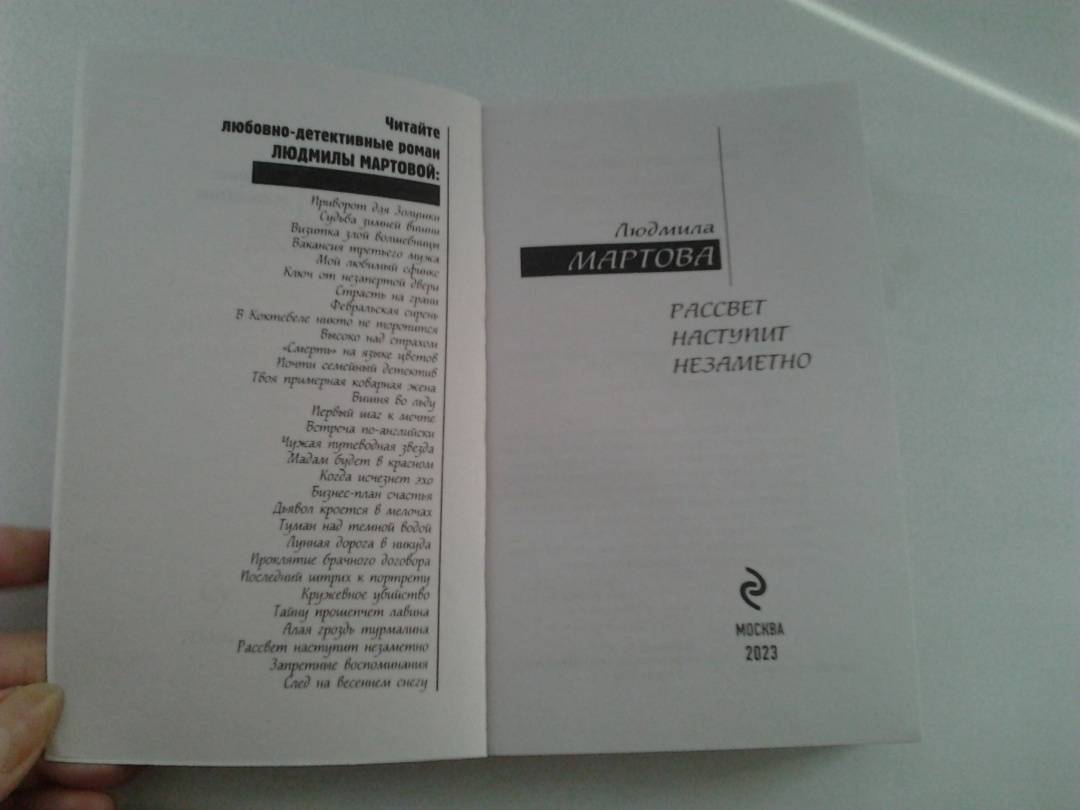 Читайте
любовно-детективные роман
ЛЮДМИЛЫ МАРТОВОЙ:
Приворот для Золушки
Судьба зимней вишни
Визитка злой волшебницы
Вакансия третьего мужа
Мой любимый сфинкс
Ключ от незапертой двери
Страсть на грани
Февральская сирень
В Коктебеле никто не торопится
Высоко над страхом
«Смерть» на языке цветов
Почти семейный детектив
Твоя примерная коварная жена
Вишня во льду
Первый шаг к мечте
Встреча по-английски
Чужая путеводная звезда
Мадам будет в красном
Когда исчезнет эхо
Бизнес-план счастья
Дьявол кроется в мелочах
Туман над темной водой
Лунная дорога в никуда
Проклятие брачного договора
Последний штрих к портрету
Кружевное убийство
Тайну прошепчет лавина
Алая гроздь турмалина
Рассвет наступит незаметно
Запретные воспоминания
След на весеннем снегу
Людмила
МАРТОВА
РАССВЕТ
НАСТУПИТ
НЕЗАМЕТНО
МОСКВА
2023